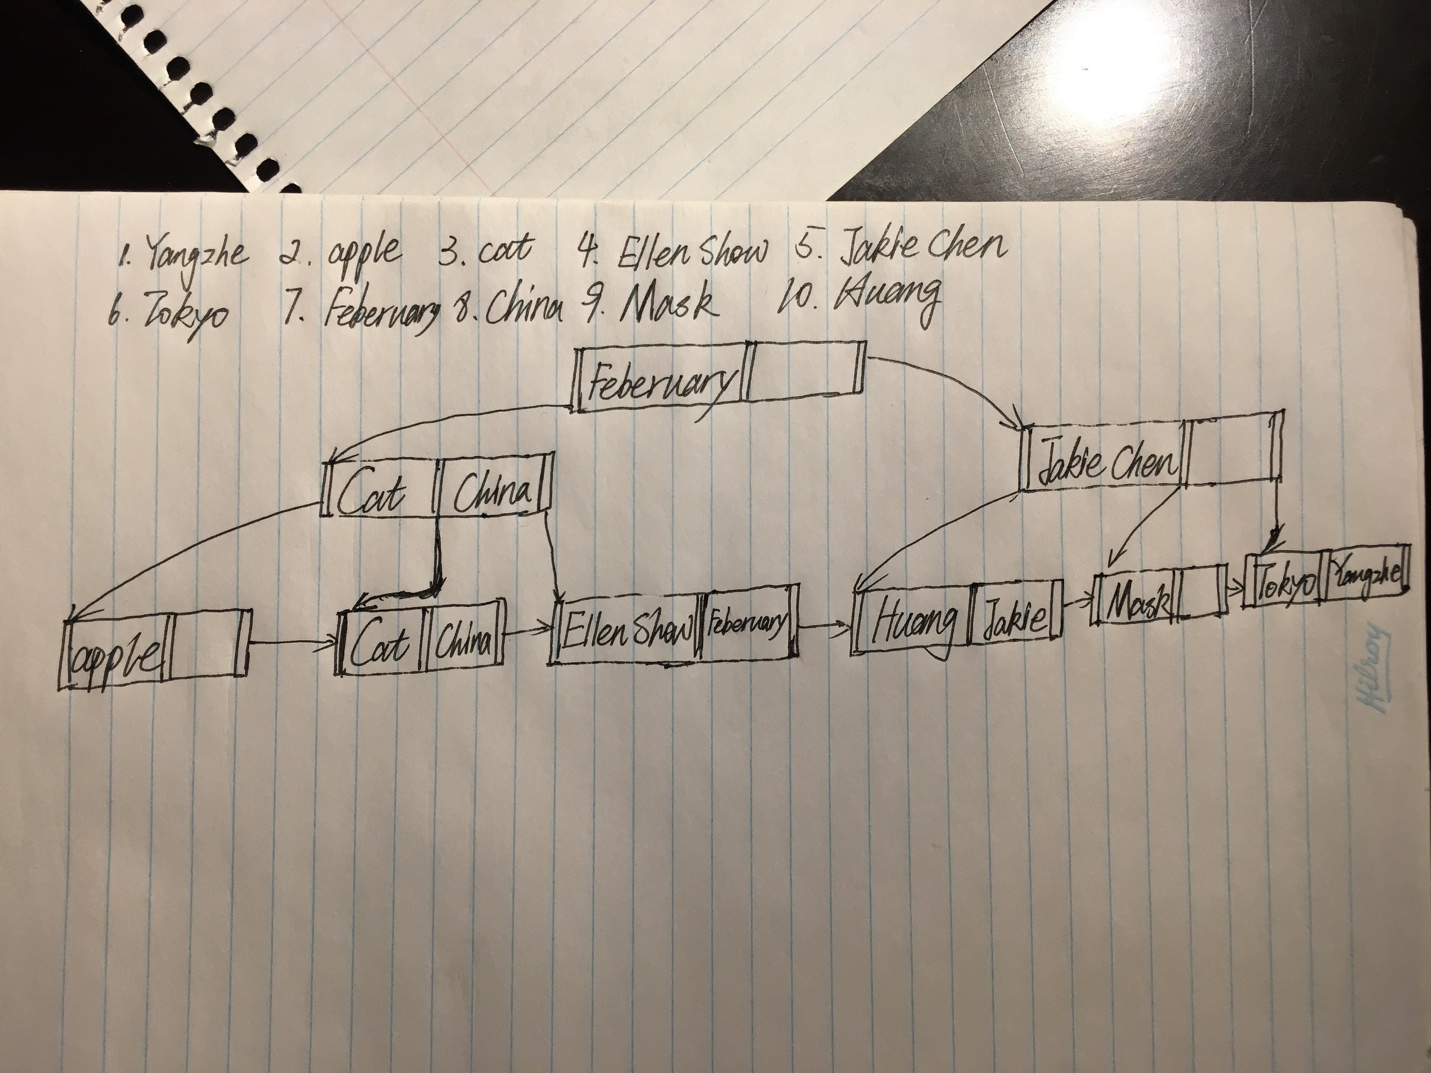 1. Yangzhe 2. apple 3. cat 4. Ellen Show 5. Jakie Chen
6. Tokyo 7. Feberuary 8. China 9. Mask 10. Huang
Feberuary
Jakie Chen
Cat China
apple
Cat China
Ellen Show Feberuary
Huang Jakie
Mask
Tokyo Yangzhe
Hilroy